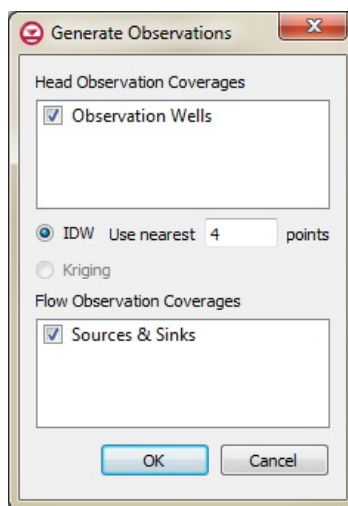 Generate Observations
Head Observation Coverages
Observation Wells
IDW Use nearest 4 points
Kriging
Flow Observation Coverages
Sources & Sinks
OK Cancel